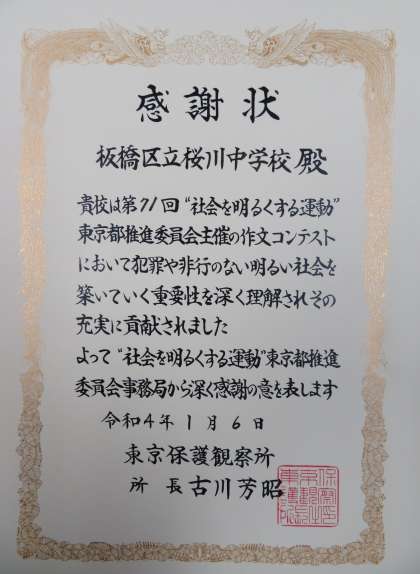 感謝状
板橋区立桜川中学校 殿
貴校は第71回“社会を明るくする運動”
東京都推進委員会主催の作文コンテスト
において犯罪や非行のない明るい社会を
築いていく重要性を深く理解されその
充実に貢献されました
よって“社会を明るくする運動”東京都推進
委員会事務局から深く感謝の意を表します
令和4年1月6日
東京保護観察所
所長 古川芳昭